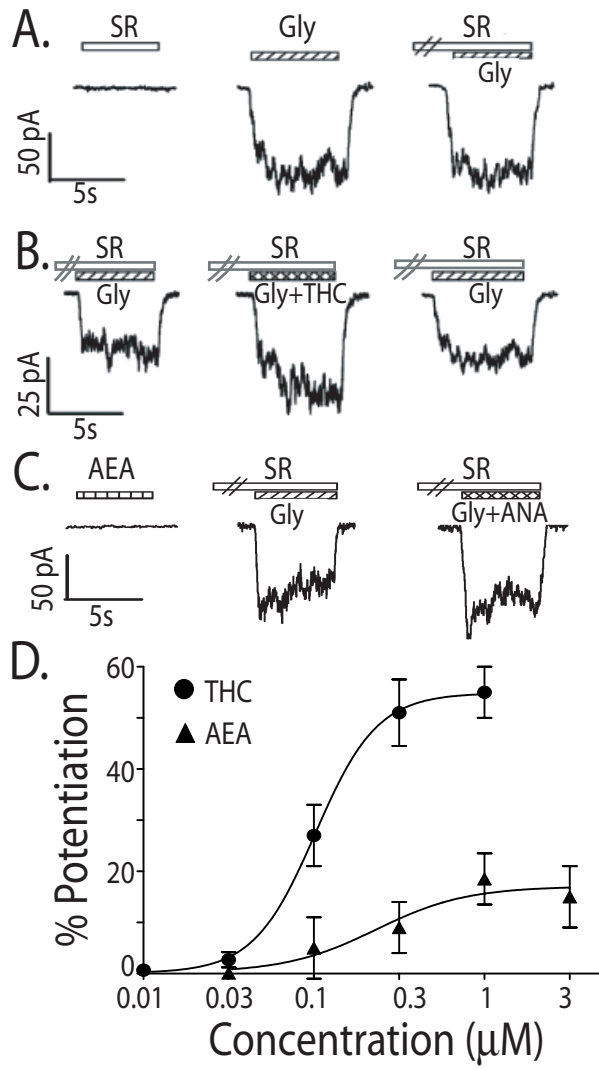 A.
SR
Gly
SR
Gly
50 pA
5s
B.
SR
Gly
SR
Gly+THC
SR
Gly
25 pA
5s
C.
AEA
SR
Gly
SR
Gly+ANA
50 pA
5s
D.
% Potentiation
60
40
20
0
THC
AEA
0.01 0.03 0.1 0.3 1 3
Concentration (μM)